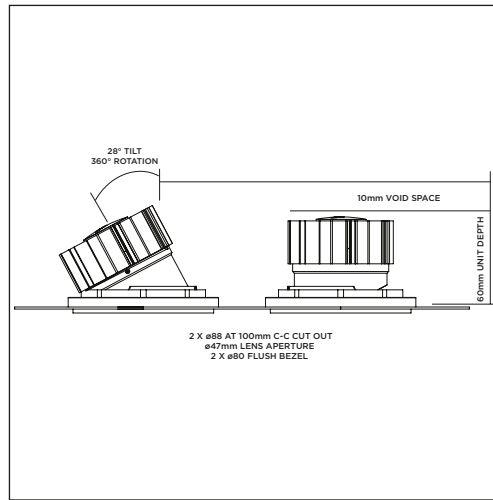 28° TILT
360° ROTATION
10mm VOID SPACE
60mm UNIT DEPTH
2 X ø88 AT 100mm C-C CUT OUT
ø47mm LENS APERTURE
2 X ø80 FLUSH BEZEL